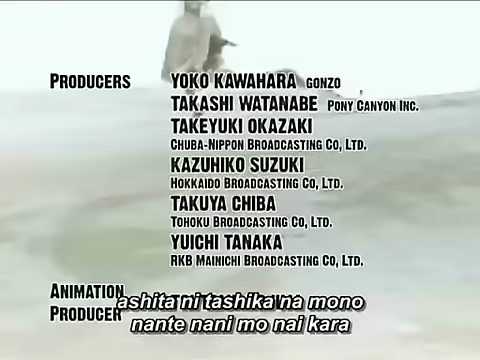 PRODUCERS
YOKO KAWAHARA GONZO
TAKASHI WATANABE PONY CANYON INC.
TAKEYUKI OKAZAKI
CHUBA-NIPPON BROADCASTING CO, LTD.
KAZUHIKO SUZUKI
HOKKAIDO BROADCASTING CO, LTD.
TAKUYA CHIBA
TOHOKU BROADCASTING CO, LTD.
YUICHI TANAKA
RKB MAINICHI BROADCASTING CO, LTD.
ANIMATION
PRODUCER
ashita ni tashika na mono
nante nani mo nai kara